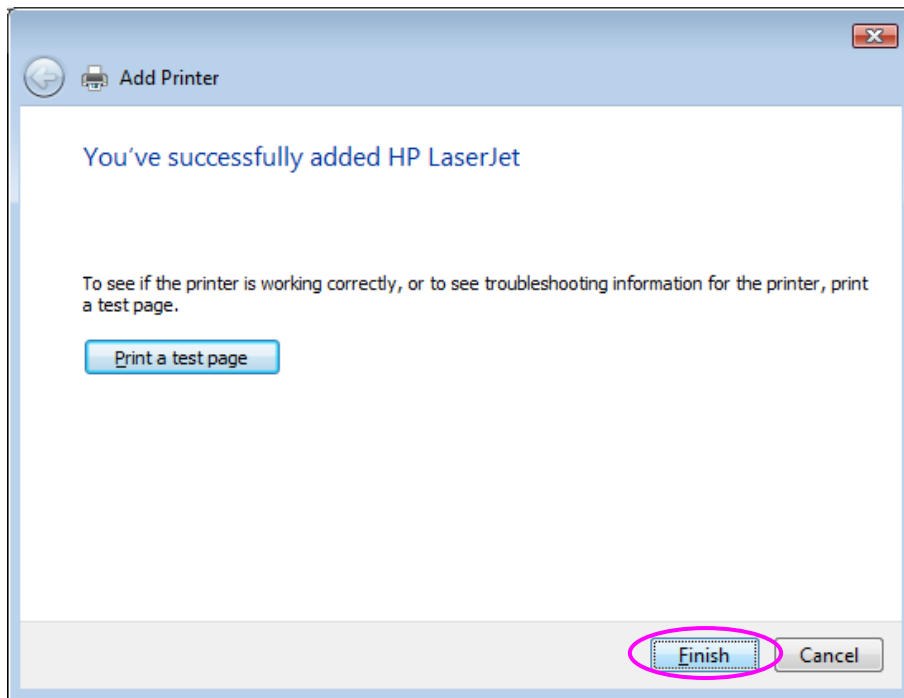 Add Printer
You've successfully added HP LaserJet
To see if the printer is working correctly, or to see troubleshooting information for the printer, print
a test page.
Print a test page
Finish
Cancel